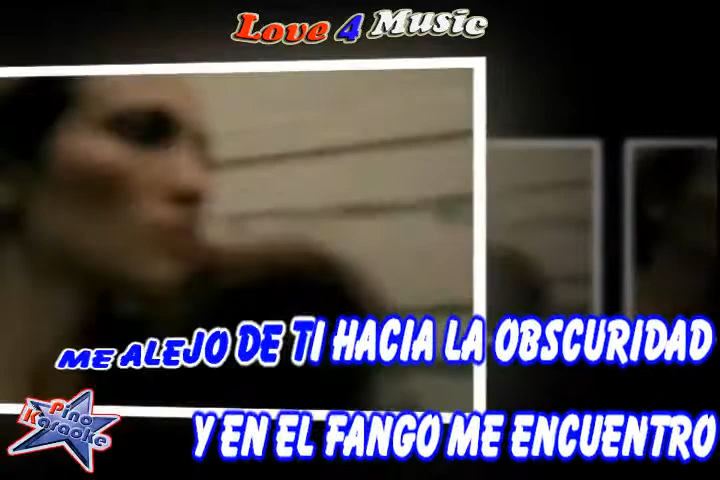 Love 4 Music
ME ALEJO DE TI HACIA LA OBSCURIDAD
Y EN EL FANGO ME ENCUENTRO
Pino
Karaoke